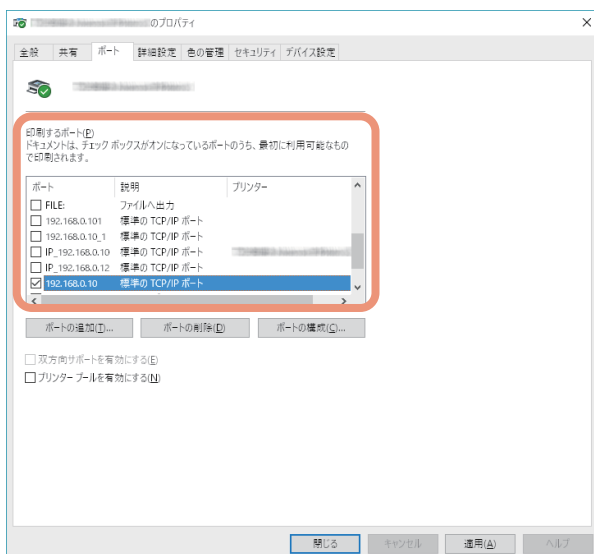 のプロパティ
全般 共有 ポート 詳細設定 色の管理 セキュリティ デバイス設定
印刷するポート(P)
ドキュメントは、チェック ボックスがオンになっているポートのうち、最初に利用可能なもの
で印刷されます。
ポート 説明 プリンター
FILE: ファイルへ出力
192.168.0.101 標準の TCP/IP ポート
192.168.0.10_1 標準の TCP/IP ポート
IP_192.168.0.10 標準の TCP/IP ポート
IP_192.168.0.12 標準の TCP/IP ポート
192.168.0.10 標準の TCP/IP ポート
ポートの追加(T)... ポートの削除(D) ポートの構成(C)...
双方向サポートを有効にする(E)
プリンター プールを有効にする(N)
閉じる キャンセル 適用(A) ヘルプ